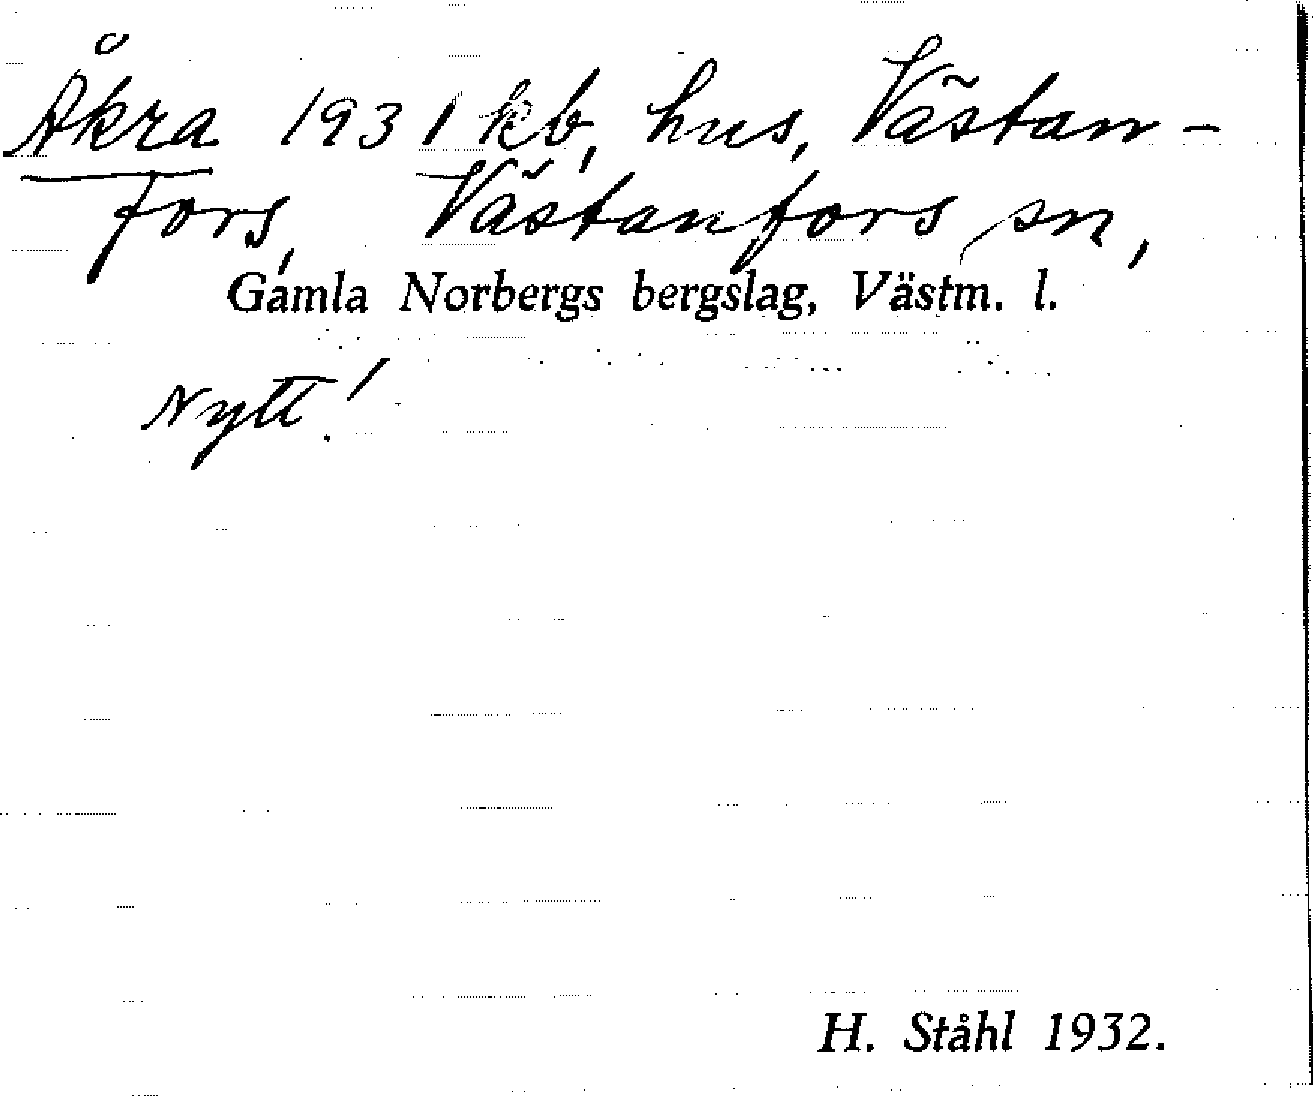 Åkra 1931 kb, hus, Västan-
fors, Västanfors sn,
Gamla Norbergs bergslag, Västm. l.
Nytt!
H. Ståhl 1932.